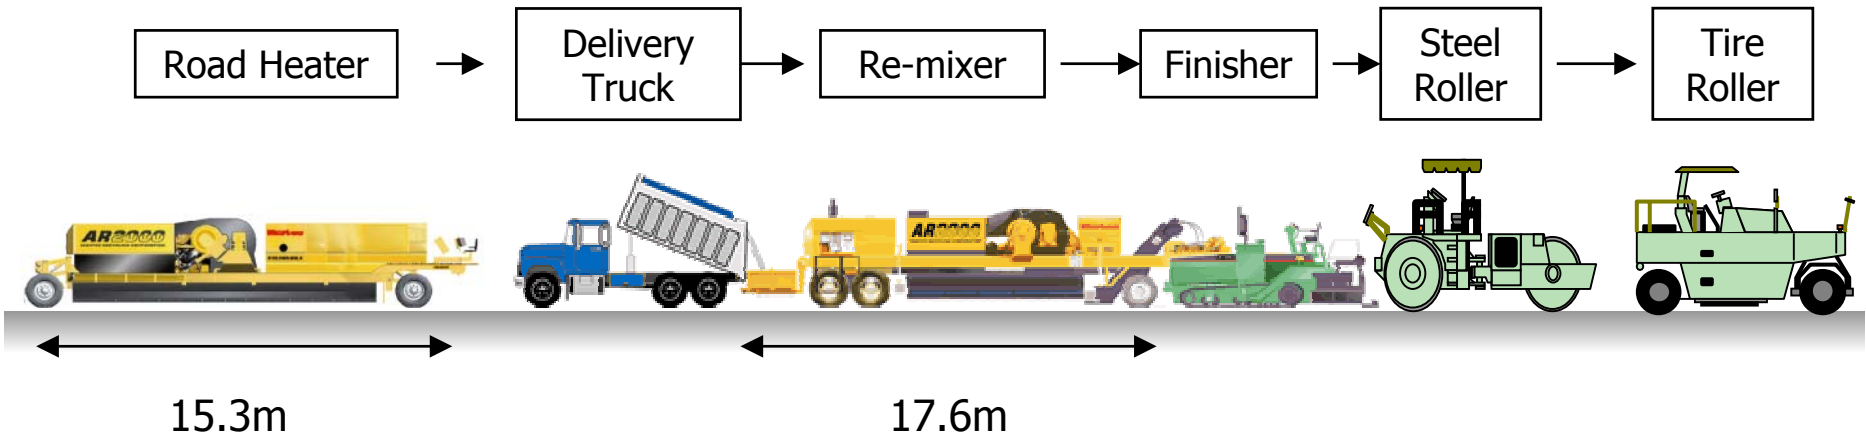 Road Heater
Delivery
Truck
Re-mixer
Finisher
Steel
Roller
Tire
Roller
AR2000
AR2000
15.3m
17.6m